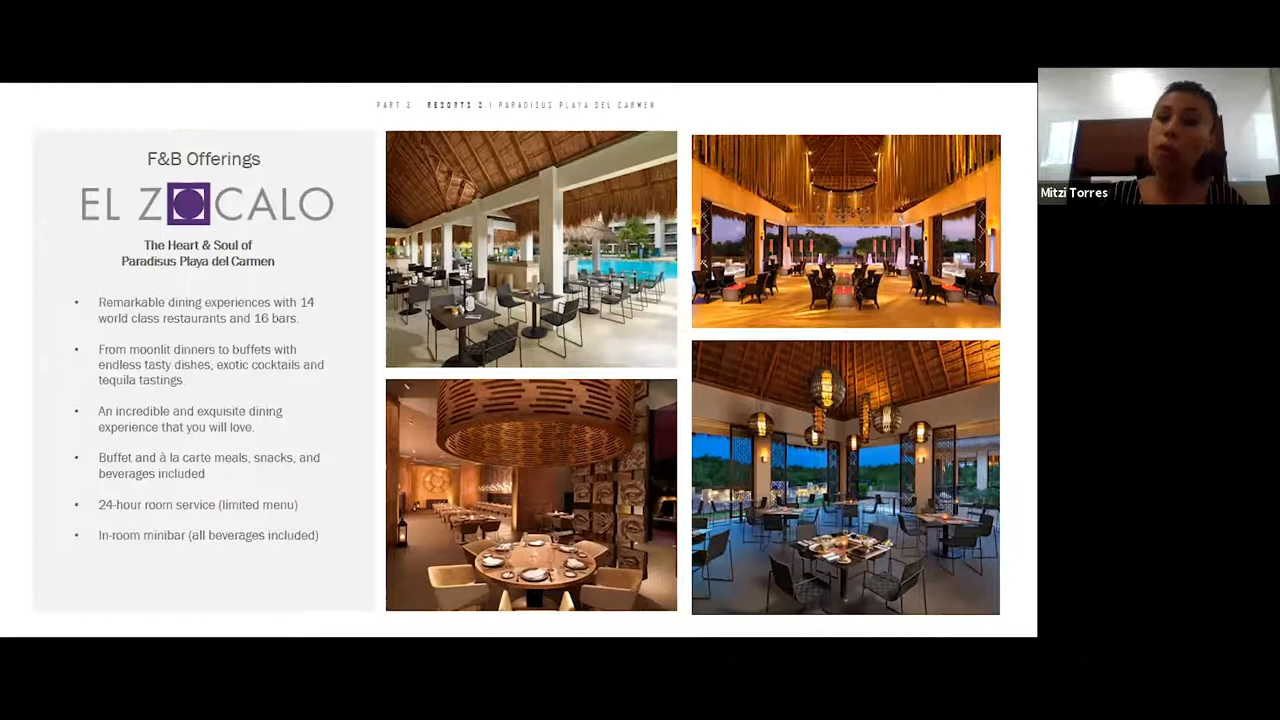 PART 2 RESORTS 2.1 PARADISUS PLAYA DEL CARMEN
F&B Offerings
EL ZOCALO
The Heart & Soul of
Paradisus Playa del Carmen
• Remarkable dining experiences with 14
world class restaurants and 16 bars.
• From moonlit dinners to buffets with
endless tasty dishes, exotic cocktails and
tequila tastings.
• An incredible and exquisite dining
experience that you will love.
• Buffet and à la carte meals, snacks, and
beverages included
• 24-hour room service (limited menu)
• In-room minibar (all beverages included)
Mitzi Torres